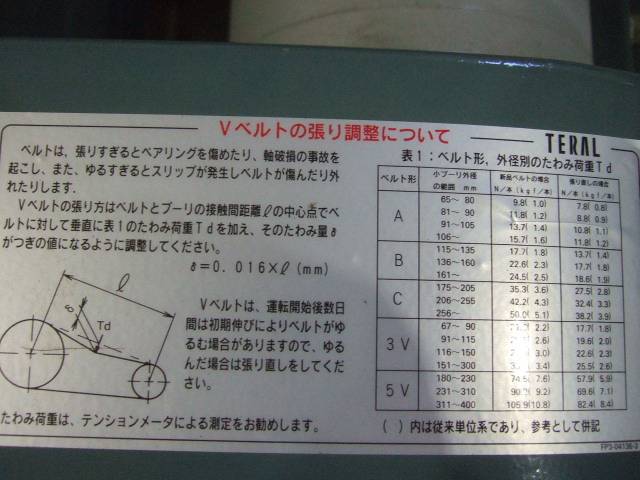 Vベルトの張り調整について
TERAL
ベルトは、張りすぎるとベアリングを傷めたり、軸破損の事故を
起こし、また、ゆるすぎるとスリップが発生しベルトが傷んだり外
れたりします。
Vベルトの張り方はベルトとプーリの接触間距離ℓの中心点でベ
ルトに対して垂直に表1のたわみ荷重Tdを加え、そのたわみ量δ
がつぎの値になるように調整してください。
δ=0.016×ℓ(mm)
ℓ
δ
Td
Vベルトは、運転開始後数日
間は初期伸びによりベルトがゆ
るむ場合がありますので、ゆる
んだ場合は張り直しをしてくだ
さい。
たわみ荷重は、テンションメータによる測定をお勧めします。
表1:ベルト形、外径別のたわみ荷重Td
ベルト形 小プーリ外径の範囲 mm 新品ベルトの場合 N/本(kgf/本) 張り直しの場合 N/本(kgf/本)
A 65~80 9.8(1.0) 7.8(0.8)
81~90 11.8(1.2) 8.8(0.9)
91~105 13.7(1.4) 10.8(1.1)
106~ 15.7(1.6) 11.8(1.2)
B 115~135 17.7(1.8) 13.7(1.4)
136~160 22.6(2.3) 17.7(1.8)
161~ 24.5(2.5) 18.6(1.9)
C 175~205 35.3(3.6) 27.5(2.8)
206~255 42.2(4.3) 32.4(3.3)
256~ 50.0(5.1) 38.2(3.9)
3V 67~90 2.2) 17.7(1.8)
91~115 19.6(2.0)
116~150 3.0) 22.6(2.3)
151~300 3.4) 25.5(2.6)
5V 180~230 74.5(7.6) 57.9(5.9)
231~310 90.2(9.2) 69.6(7.1)
311~400 105.9(10.8) 82.4(8.4)
( )内は従来単位系であり、参考として併記